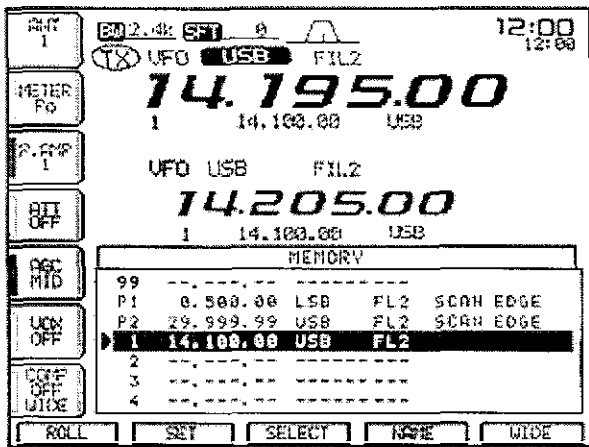 ANT
1
METER
Po
P.AMP
1
ATT
OFF
AGC
MID
VOX
OFF
COMP
OFF
WIDE
BW 2.4k SFT 0
12:00
12:00
TX VFO USB FIL2
14.195.00
1 14.100.00 USB
VFO USB FIL2
14.205.00
1 14.100.00 USB
MEMORY
99 --.---.-- ---------
P1 0.500.00 LSB FL2 SCAN EDGE
P2 29.999.99 USB FL2 SCAN EDGE
1 14.100.00 USB FL2
2 --.---.-- ---------
3 --.---.-- ---------
4 --.---.-- ---------
ROLL SET SELECT NAME WIDE